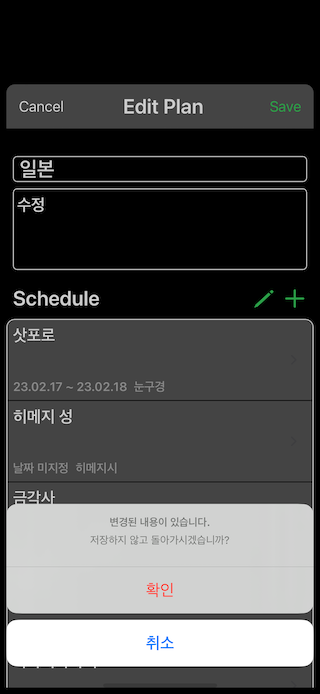 Cancel Edit Plan Save
일본
수정
Schedule
삿포로
23.02.17 ~ 23.02.18 눈구경
히메지 성
날짜 미지정 히메지시
금각사
변경된 내용이 있습니다.
저장하지 않고 돌아가시겠습니까?
확인
취소